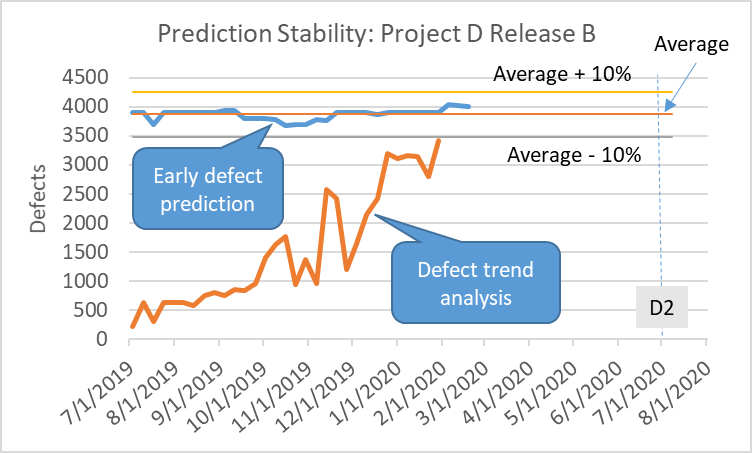 Prediction Stability: Project D Release B
Average
Average + 10%
Average - 10%
Early defect
prediction
Defect trend
analysis
D2
Defects
4500
4000
3500
3000
2500
2000
1500
1000
500
0
7/1/2019
8/1/2019
9/1/2019
10/1/2019
11/1/2019
12/1/2019
1/1/2020
2/1/2020
3/1/2020
4/1/2020
5/1/2020
6/1/2020
7/1/2020
8/1/2020